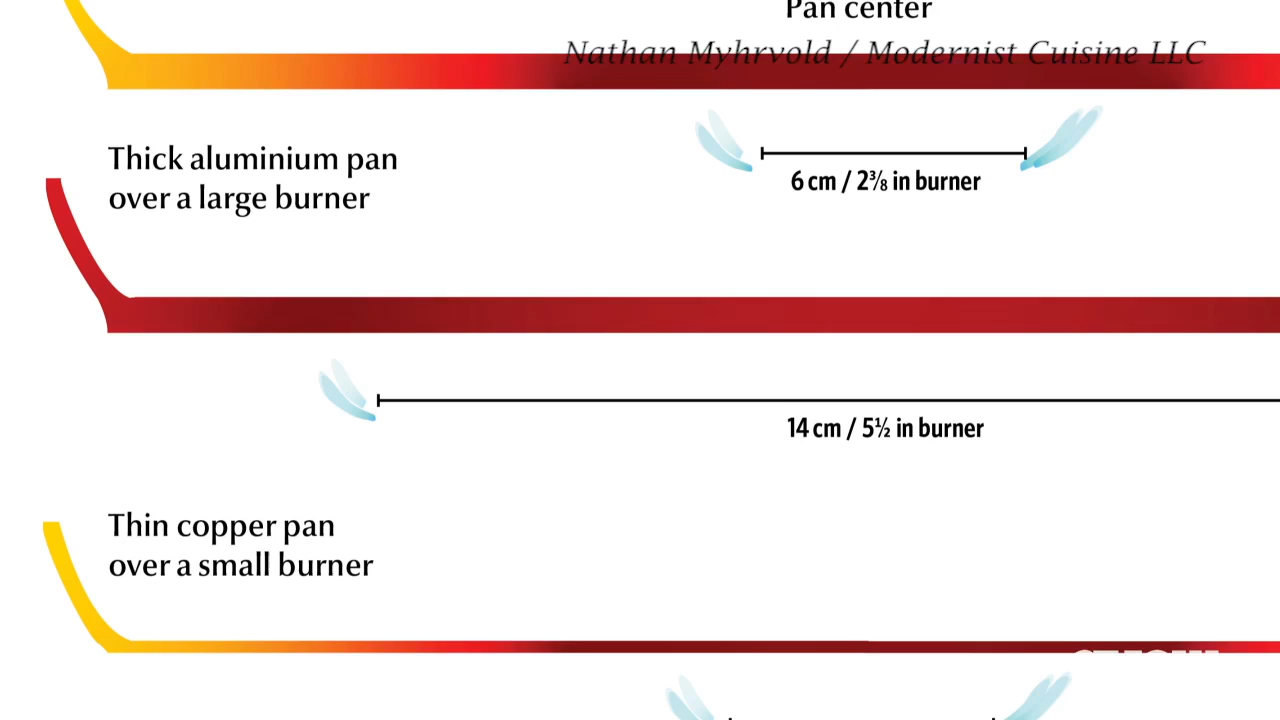 Pan center
Nathan Myhrvold / Modernist Cuisine LLC
Thick aluminium pan
over a large burner
6 cm / 2⅜ in burner
14 cm / 5½ in burner
Thin copper pan
over a small burner